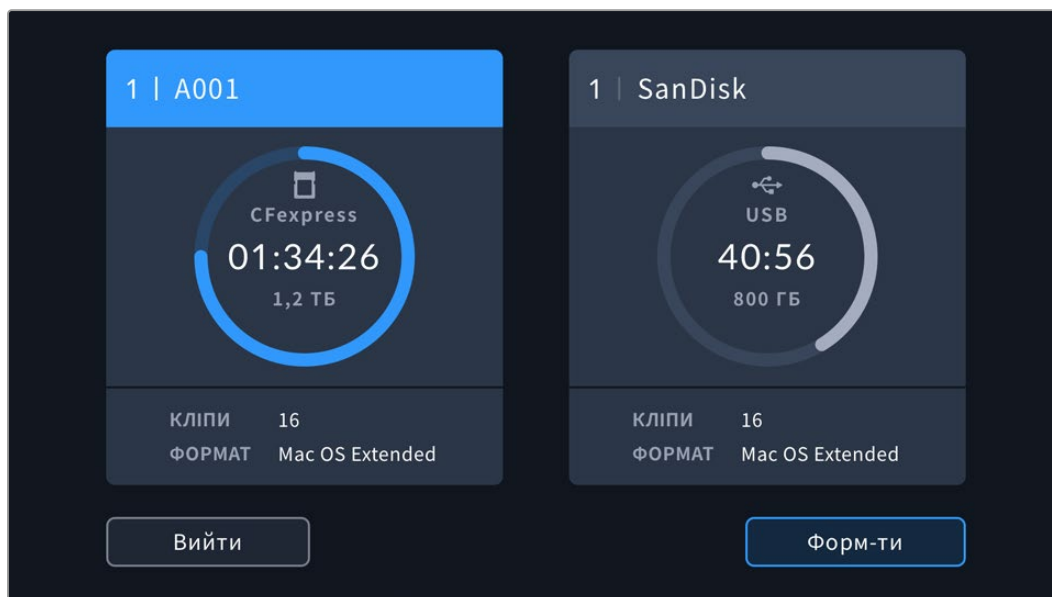 1 | A001
CFexpress
01:34:26
1,2 ТБ
КЛІПИ 16
ФОРМАТ Mac OS Extended
1 | SanDisk
USB
40:56
800 ГБ
КЛІПИ 16
ФОРМАТ Mac OS Extended
Вийти
Форм-ти